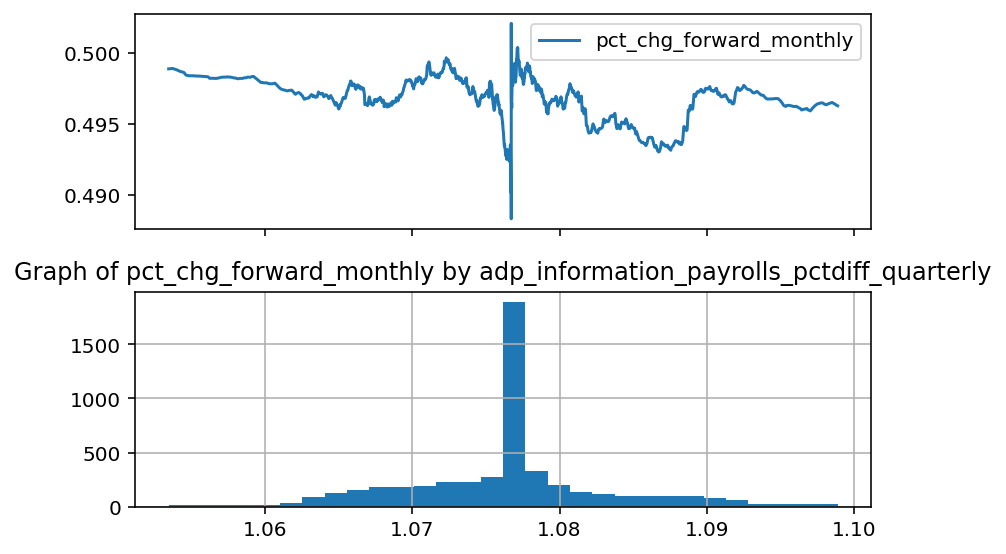 0.500
0.495
0.490
pct_chg_forward_monthly
Graph of pct_chg_forward_monthly by adp_information_payrolls_pctdiff_quarterly
1500
1000
500
0
1.06 1.07 1.08 1.09 1.10